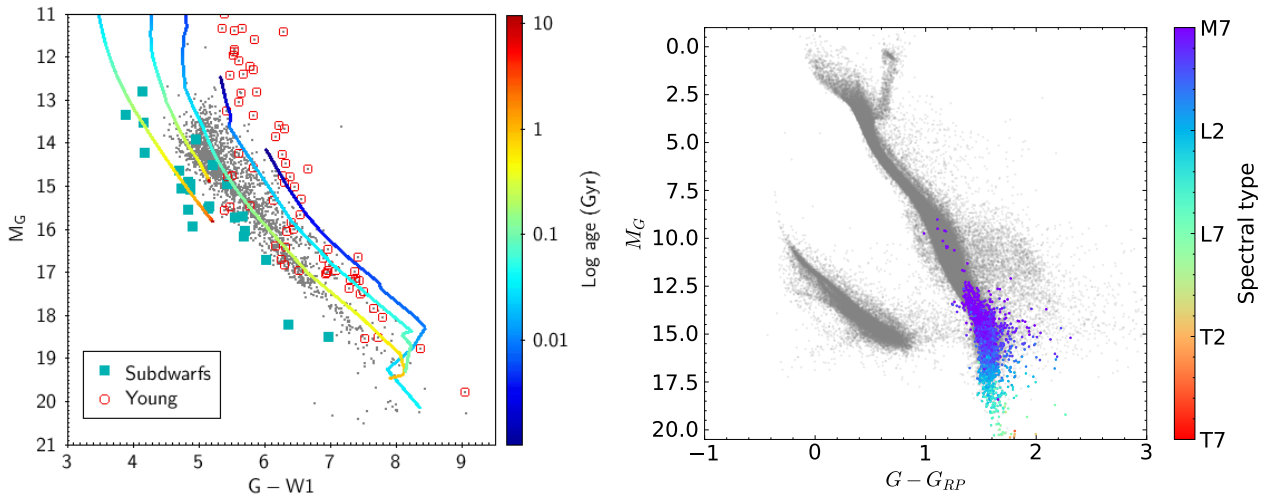 11
12
13
14
15
16
17
18
19
20
21
M_G
3
4
5
6
7
8
9
G − W1
Subdwarfs
Young
10
1
0.1
0.01
Log age (Gyr)
0.0
2.5
5.0
7.5
10.0
12.5
15.0
17.5
20.0
M_G
−1
0
1
2
3
G − G_RP
M7
L2
L7
T2
T7
Spectral type